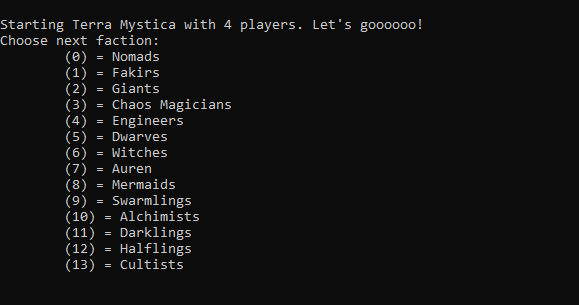 Starting Terra Mystica with 4 players. Let's goooooo!
Choose next faction:
(0) = Nomads
(1) = Fakirs
(2) = Giants
(3) = Chaos Magicians
(4) = Engineers
(5) = Dwarves
(6) = Witches
(7) = Auren
(8) = Mermaids
(9) = Swarmlings
(10) = Alchimists
(11) = Darklings
(12) = Halflings
(13) = Cultists